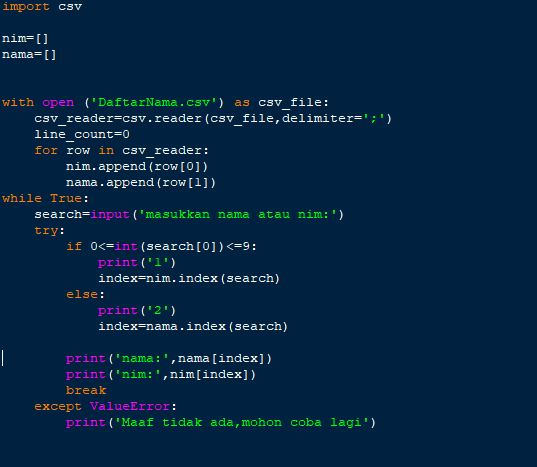 import csv

nim=[]
nama=[]

with open ('DaftarNama.csv') as csv_file:
    csv_reader=csv.reader(csv_file,delimiter=';')
    line_count=0
    for row in csv_reader:
        nim.append(row[0])
        nama.append(row[1])
while True:
    search=input('masukkan nama atau nim:')
    try:
        if 0<=int(search[0])<=9:
            print('1')
            index=nim.index(search)
        else:
            print('2')
            index=nama.index(search)

        print('nama:',nama[index])
        print('nim:',nim[index])
        break
    except ValueError:
        print('Maaf tidak ada,mohon coba lagi')